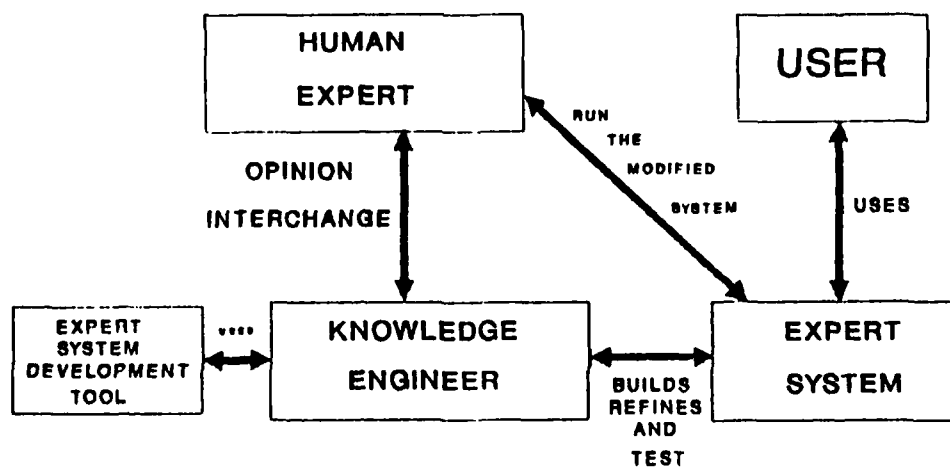 HUMAN
EXPERT
USER
RUN
THE
MODIFIED
SYSTEM
OPINION
INTERCHANGE
USES
EXPERT
SYSTEM
DEVELOPMENT
TOOL
KNOWLEDGE
ENGINEER
BUILDS
REFINES
AND
TEST
EXPERT
SYSTEM